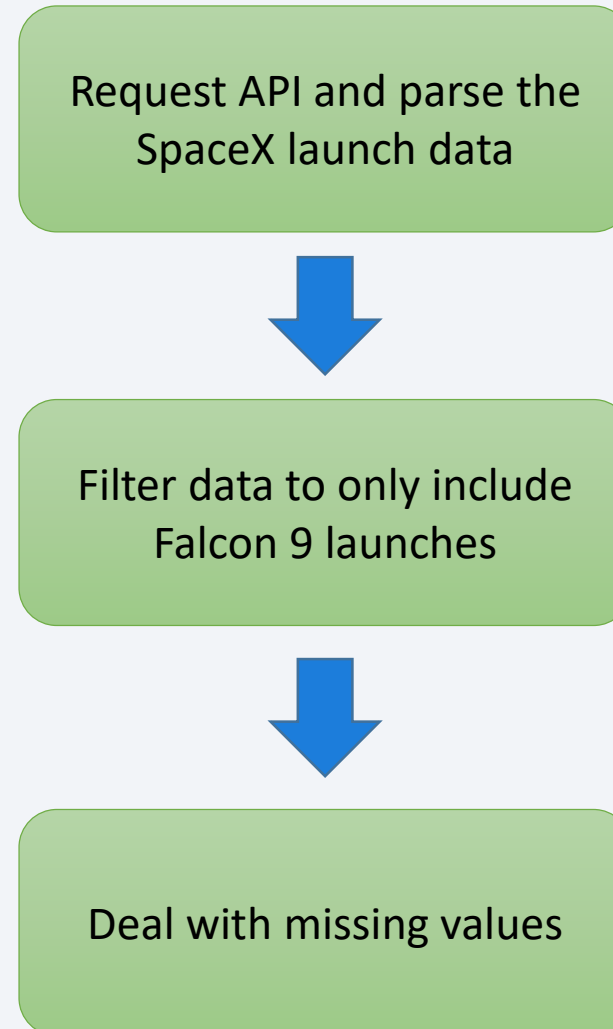 Request API and parse the
SpaceX launch data
Filter data to only include
Falcon 9 launches
Deal with missing values